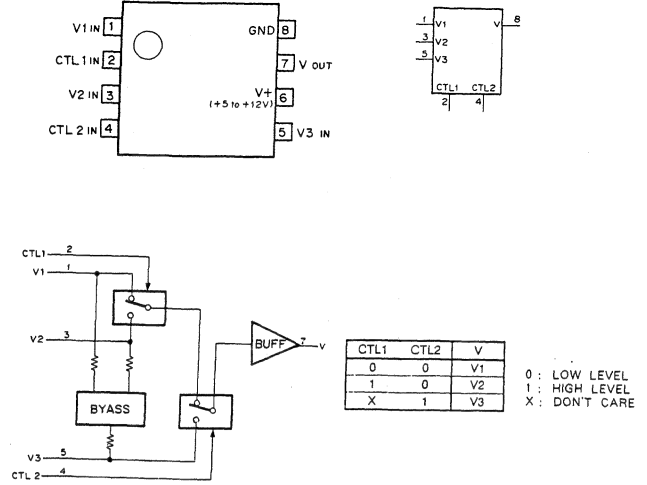 V1 IN 1
CTL 1 IN 2
V2 IN 3
CTL 2 IN 4
GND 8
7 V OUT
V+ 6
(+5 to +12V)
5 V3 IN
1 V1
3 V2
5 V3
V 8
CTL1 CTL2
2 4
CTL1 2
V1 1
V2 3
BYASS
V3 5
CTL 2 4
BUFF 7 V
CTL1 CTL2 V
0 0 V1
1 0 V2
X 1 V3
0 : LOW LEVEL
1 : HIGH LEVEL
X : DON'T CARE